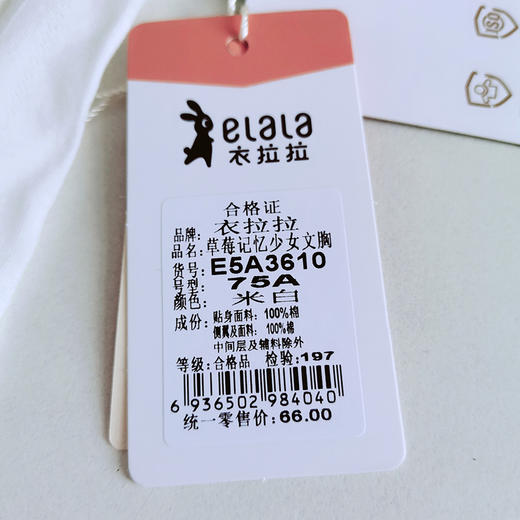 ISO
elala
衣拉拉
合格证
品牌: 衣拉拉
品名: 草莓记忆少女文胸
货号: E5A3610
号型: 75A
颜色: 米白
成份: 贴身面料: 100%棉
侧翼及面料: 100%棉
中间层及辅料除外
等级: 合格品 检验: 197
6 936502 984040
统一零售价: 66.00